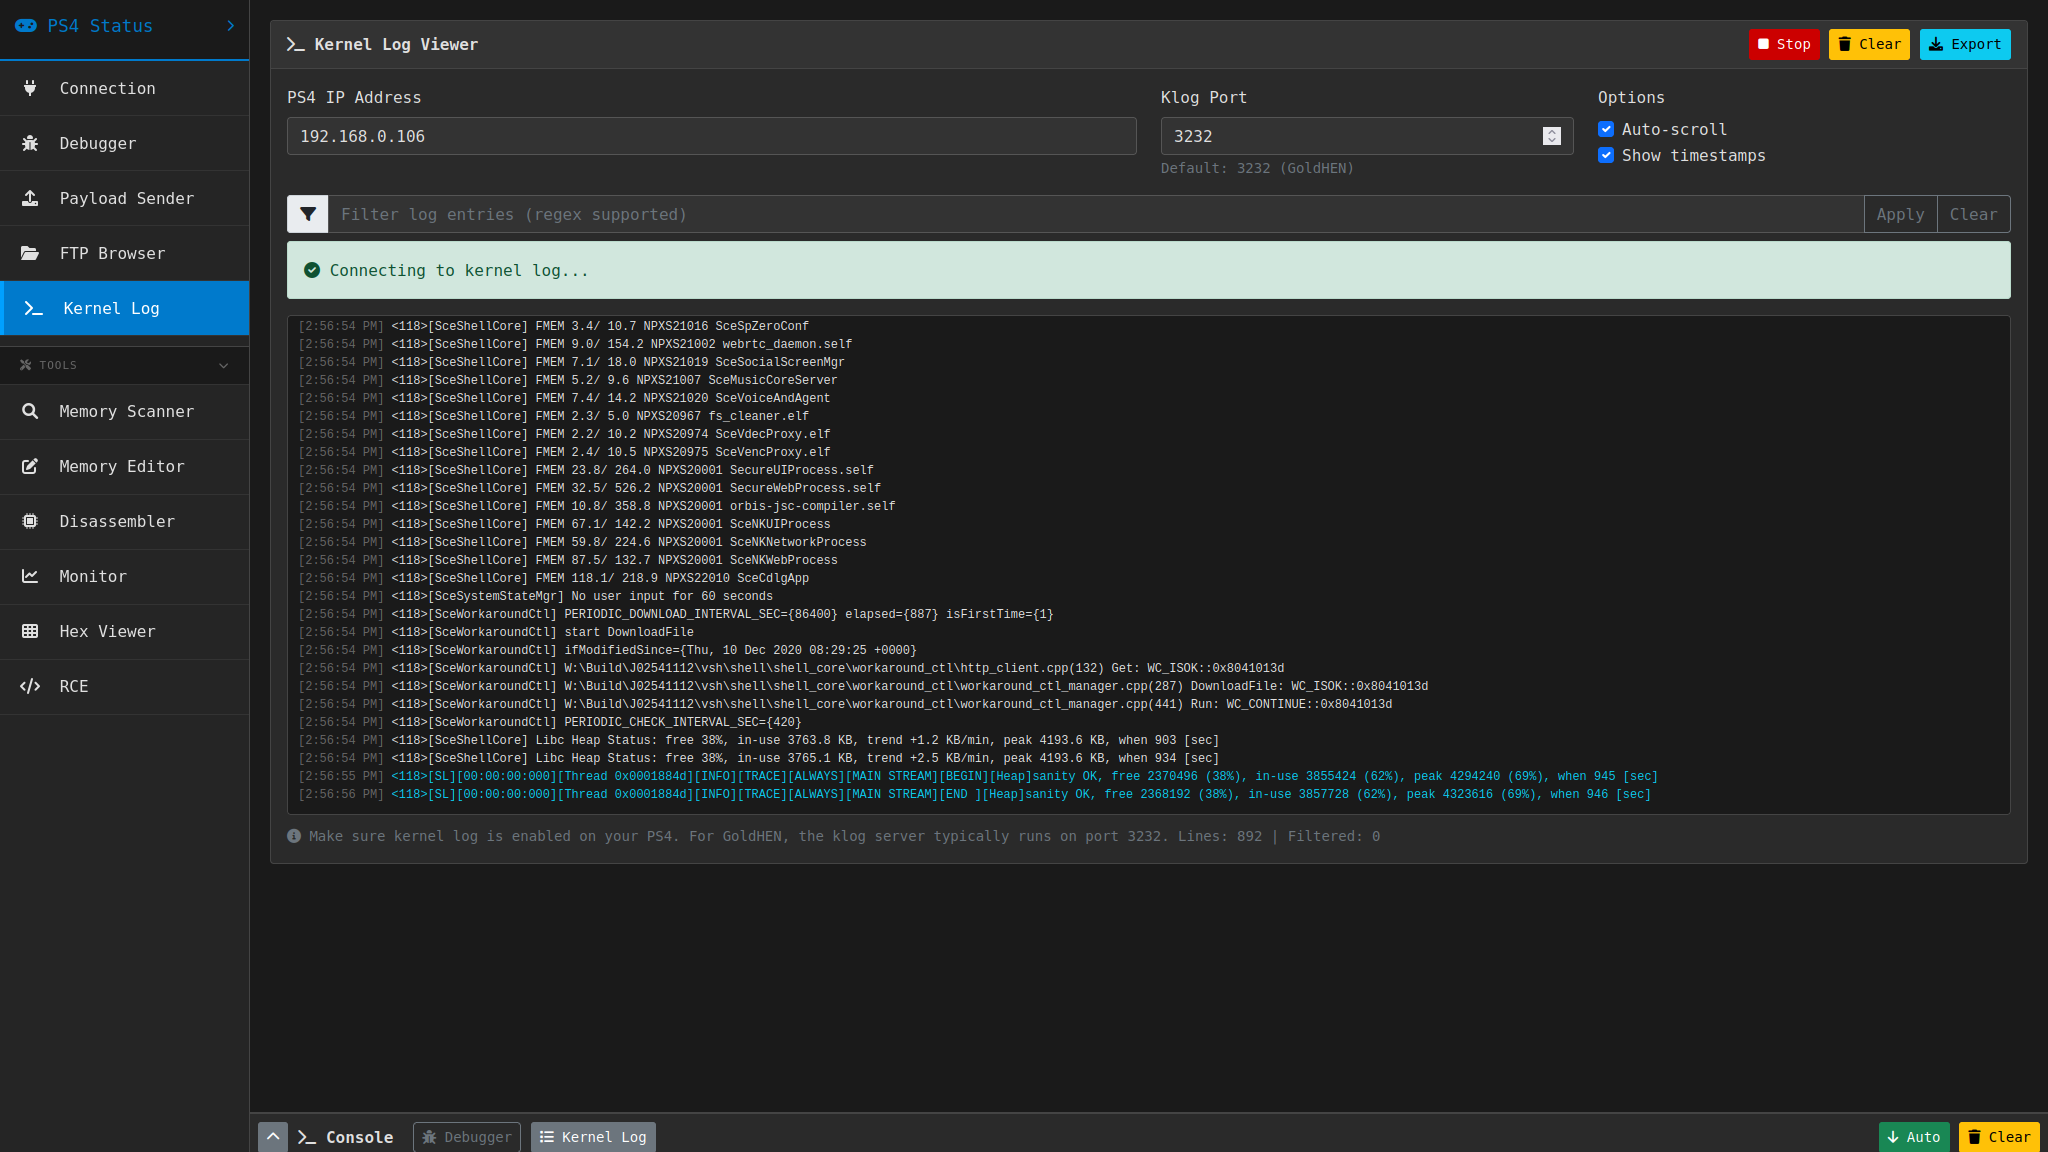 PS4 Status
Connection
Debugger
Payload Sender
FTP Browser
Kernel Log
TOOLS
Memory Scanner
Memory Editor
Disassembler
Monitor
Hex Viewer
RCE
Kernel Log Viewer
Stop
Clear
Export
PS4 IP Address
192.168.0.106
Klog Port
3232
Default: 3232 (GoldHEN)
Options
Auto-scroll
Show timestamps
Filter log entries (regex supported)
Apply
Clear
Connecting to kernel log...
[2:56:54 PM] <118>[SceShellCore] FMEM 3.4/ 10.7 NPXS21016 SceSpZeroConf
[2:56:54 PM] <118>[SceShellCore] FMEM 9.0/ 154.2 NPXS21002 webrtc_daemon.self
[2:56:54 PM] <118>[SceShellCore] FMEM 7.1/ 18.0 NPXS21019 SceSocialScreenMgr
[2:56:54 PM] <118>[SceShellCore] FMEM 5.2/ 9.6 NPXS21007 SceMusicCoreServer
[2:56:54 PM] <118>[SceShellCore] FMEM 7.4/ 14.2 NPXS21020 SceVoiceAndAgent
[2:56:54 PM] <118>[SceShellCore] FMEM 2.3/ 5.0 NPXS20967 fs_cleaner.elf
[2:56:54 PM] <118>[SceShellCore] FMEM 2.2/ 10.2 NPXS20974 SceVdecProxy.elf
[2:56:54 PM] <118>[SceShellCore] FMEM 2.4/ 10.5 NPXS20975 SceVencProxy.elf
[2:56:54 PM] <118>[SceShellCore] FMEM 23.8/ 264.0 NPXS20001 SecureUIProcess.self
[2:56:54 PM] <118>[SceShellCore] FMEM 32.5/ 526.2 NPXS20001 SecureWebProcess.self
[2:56:54 PM] <118>[SceShellCore] FMEM 10.8/ 358.8 NPXS20001 orbis-jsc-compiler.self
[2:56:54 PM] <118>[SceShellCore] FMEM 67.1/ 142.2 NPXS20001 SceNKUIProcess
[2:56:54 PM] <118>[SceShellCore] FMEM 59.8/ 224.6 NPXS20001 SceNKNetworkProcess
[2:56:54 PM] <118>[SceShellCore] FMEM 87.5/ 132.7 NPXS20001 SceNKWebProcess
[2:56:54 PM] <118>[SceShellCore] FMEM 118.1/ 218.9 NPXS22010 SceCdlgApp
[2:56:54 PM] <118>[SceSystemStateMgr] No user input for 60 seconds
[2:56:54 PM] <118>[SceWorkaroundCtl] PERIODIC_DOWNLOAD_INTERVAL_SEC={86400} elapsed={887} isFirstTime={1}
[2:56:54 PM] <118>[SceWorkaroundCtl] start DownloadFile
[2:56:54 PM] <118>[SceWorkaroundCtl] ifModifiedSince={Thu, 10 Dec 2020 08:29:25 +0000}
[2:56:54 PM] <118>[SceWorkaroundCtl] W:\Build\J02541112\vsh\shell\shell_core\workaround_ctl\http_client.cpp(132) Get: WC_ISOK::0x8041013d
[2:56:54 PM] <118>[SceWorkaroundCtl] W:\Build\J02541112\vsh\shell\shell_core\workaround_ctl\workaround_ctl_manager.cpp(287) DownloadFile: WC_ISOK::0x8041013d
[2:56:54 PM] <118>[SceWorkaroundCtl] W:\Build\J02541112\vsh\shell\shell_core\workaround_ctl\workaround_ctl_manager.cpp(441) Run: WC_CONTINUE::0x8041013d
[2:56:54 PM] <118>[SceWorkaroundCtl] PERIODIC_CHECK_INTERVAL_SEC={420}
[2:56:54 PM] <118>[SceShellCore] Libc Heap Status: free 38%, in-use 3763.8 KB, trend +1.2 KB/min, peak 4193.6 KB, when 903 [sec]
[2:56:54 PM] <118>[SceShellCore] Libc Heap Status: free 38%, in-use 3765.1 KB, trend +2.5 KB/min, peak 4193.6 KB, when 934 [sec]
[2:56:55 PM] <118>[SL][00:00:00:000][Thread 0x0001884d][INFO][TRACE][ALWAYS][MAIN STREAM][BEGIN][Heap]sanity OK, free 2370496 (38%), in-use 3855424 (62%), peak 4294240 (69%), when 945 [sec]
[2:56:56 PM] <118>[SL][00:00:00:000][Thread 0x0001884d][INFO][TRACE][ALWAYS][MAIN STREAM][END ][Heap]sanity OK, free 2368192 (38%), in-use 3857728 (62%), peak 4323616 (69%), when 946 [sec]
Make sure kernel log is enabled on your PS4. For GoldHEN, the klog server typically runs on port 3232. Lines: 892 | Filtered: 0
Console
Debugger
Kernel Log
Auto
Clear